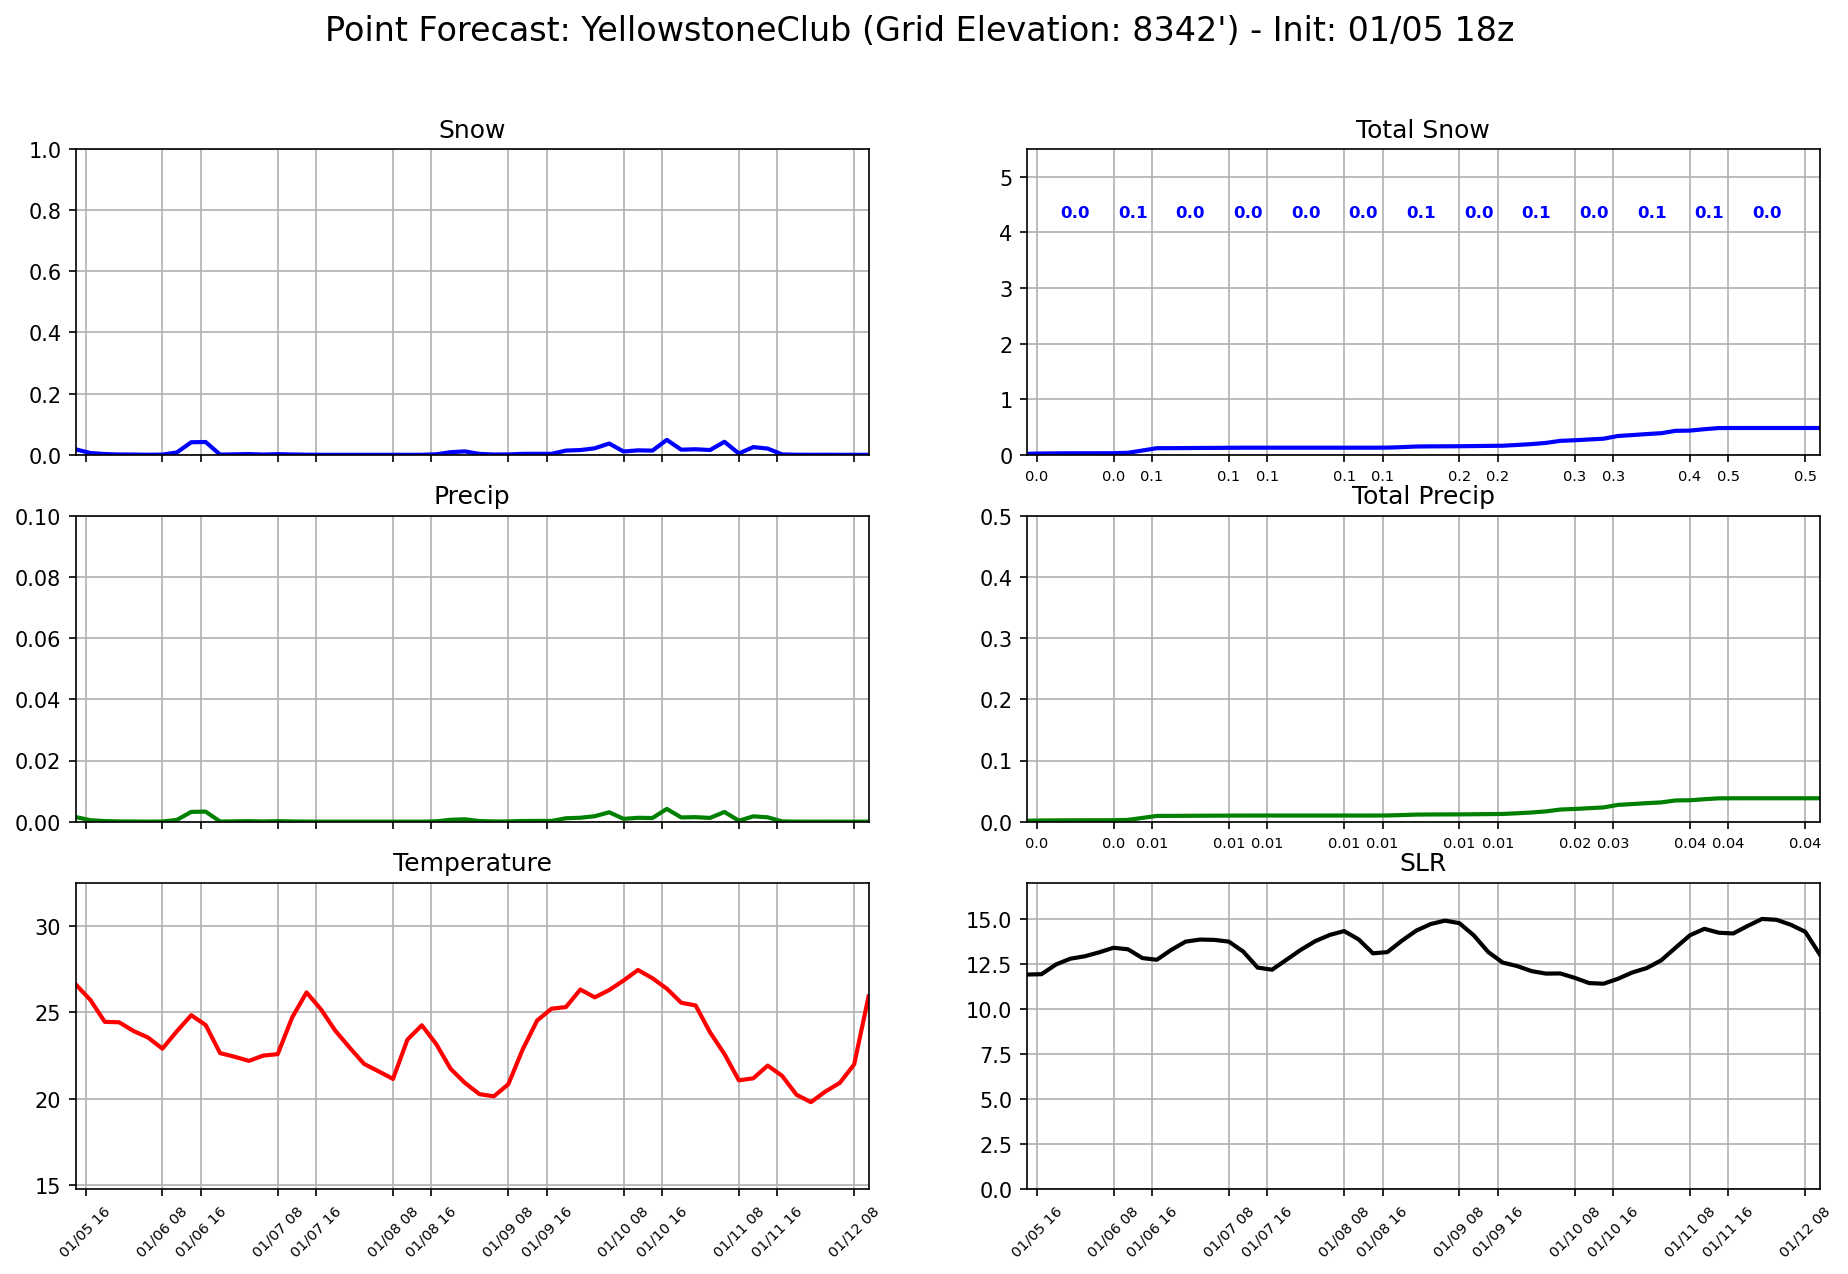 Point Forecast: YellowstoneClub (Grid Elevation: 8342') - Init: 01/05 18z
Snow
1.0
0.8
0.6
0.4
0.2
0.0
Total Snow
5
4
3
2
1
0
0.0 0.1 0.0 0.0 0.0 0.0 0.1 0.0 0.1 0.0 0.1 0.1 0.0
0.0 0.0 0.1 0.1 0.1 0.1 0.1 0.2 0.2 0.3 0.3 0.4 0.5 0.5
Precip
0.10
0.08
0.06
0.04
0.02
0.00
Total Precip
0.5
0.4
0.3
0.2
0.1
0.0
0.0 0.0 0.01 0.01 0.01 0.01 0.01 0.01 0.01 0.02 0.03 0.04 0.04 0.04
Temperature
30
25
20
15
01/05 16 01/06 08 01/06 16 01/07 08 01/07 16 01/08 08 01/08 16 01/09 08 01/09 16 01/10 08 01/10 16 01/11 08 01/11 16 01/12 08
SLR
15.0
12.5
10.0
7.5
5.0
2.5
0.0
01/05 16 01/06 08 01/06 16 01/07 08 01/07 16 01/08 08 01/08 16 01/09 08 01/09 16 01/10 08 01/10 16 01/11 08 01/11 16 01/12 08